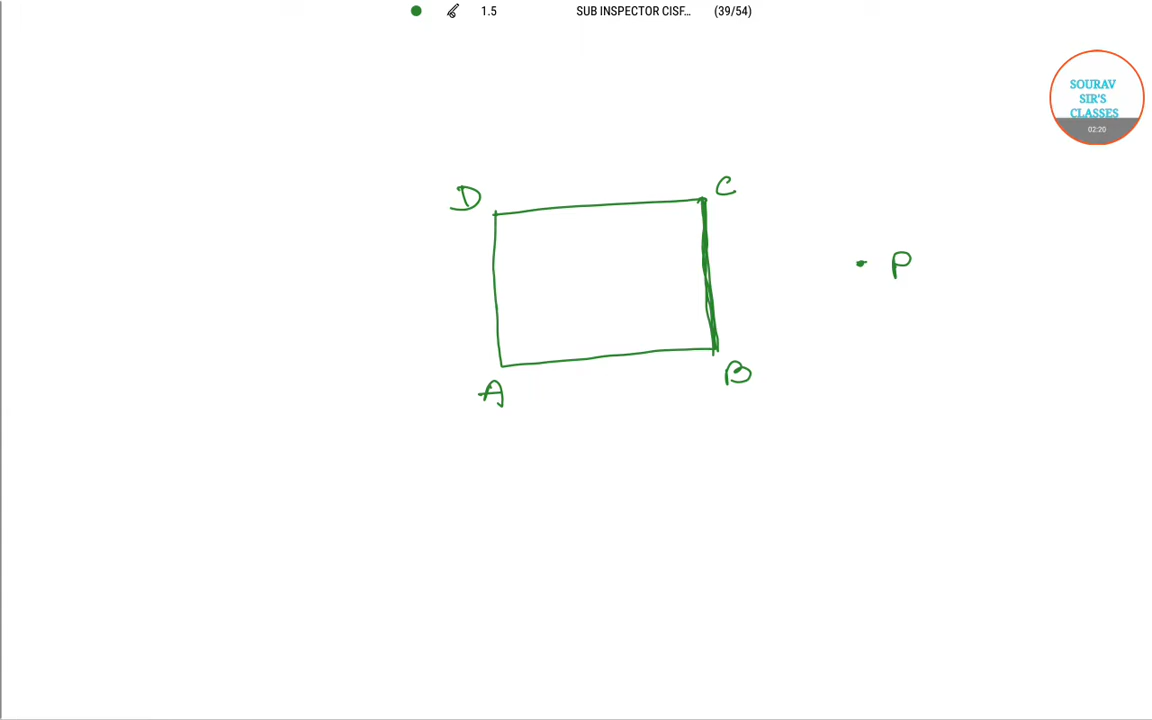 1.5 SUB INSPECTOR CISF... (39/54)
SOURAV
SIR'S
CLASSES
02:20
D
C
P
B
A